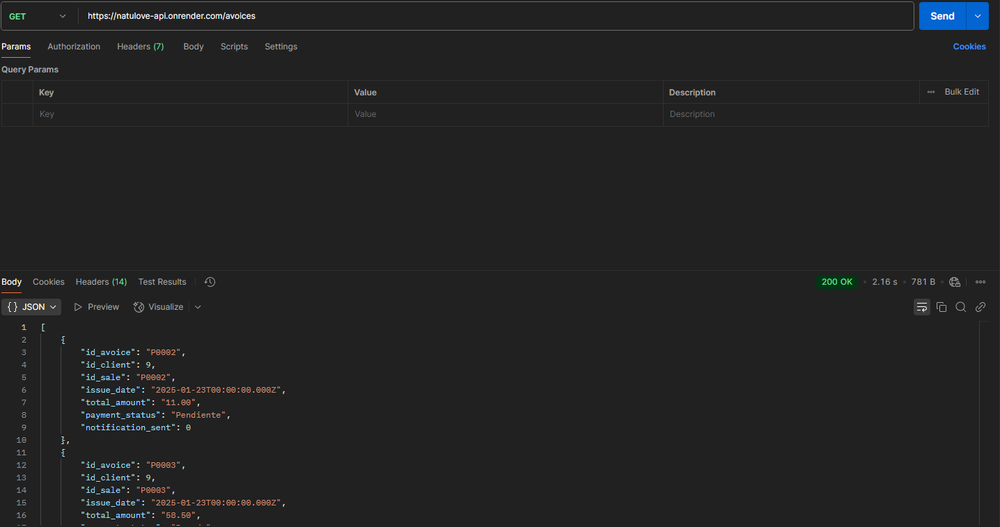 GET https://natulove-api.onrender.com/avoices Send
Params Authorization Headers (7) Body Scripts Settings Cookies
Query Params
Key Value Description Bulk Edit
Key Value Description
Body Cookies Headers (14) Test Results 200 OK 2.16 s 781 B
{} JSON Preview Visualize
1 [
2 {
3 "id_avoice": "P0002",
4 "id_client": 9,
5 "id_sale": "P0002",
6 "issue_date": "2025-01-23T00:00:00.000Z",
7 "total_amount": "11.00",
8 "payment_status": "Pendiente",
9 "notification_sent": 0
10 },
11 {
12 "id_avoice": "P0003",
13 "id_client": 9,
14 "id_sale": "P0003",
15 "issue_date": "2025-01-23T00:00:00.000Z",
16 "total_amount": "58.50",